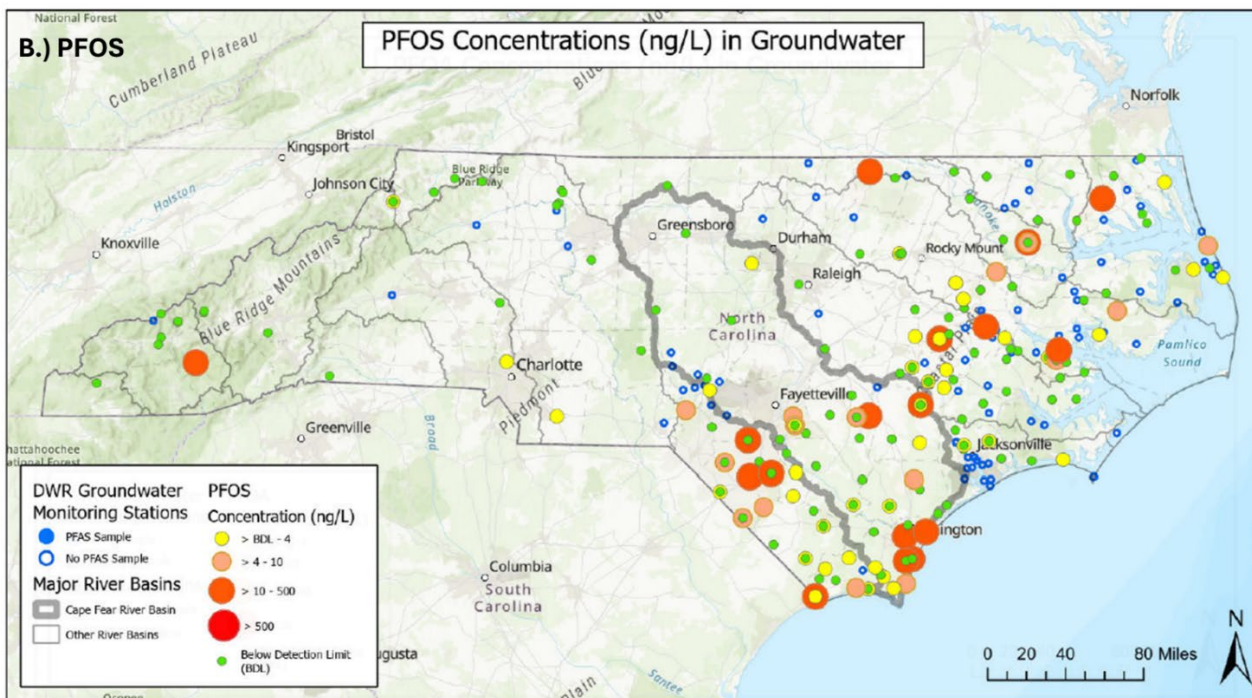 National Forest
B.) PFOS
PFOS Concentrations (ng/L) in Groundwater
Cumberland Plateau
Norfolk
Bristol
Kingsport
Blue Ridge
Johnson City
Holston
Greensboro
Durham
Roanoke
Knoxville
Rocky Mount
Raleigh
Blue Ridge Mountains
North
Carolina
Pamlico
Sound
Charlotte
Piedmont
Fayetteville
Greenville
Broad
Jacksonville
ington
Columbia
South
Carolina
Santee
DWR Groundwater
Monitoring Stations
PFAS Sample
No PFAS Sample
Major River Basins
Cape Fear River Basin
Other River Basins
PFOS
Concentration (ng/L)
> BDL - 4
> 4 - 10
> 10 - 500
> 500
Below Detection Limit
(BDL)
N
0 20 40 80 Miles